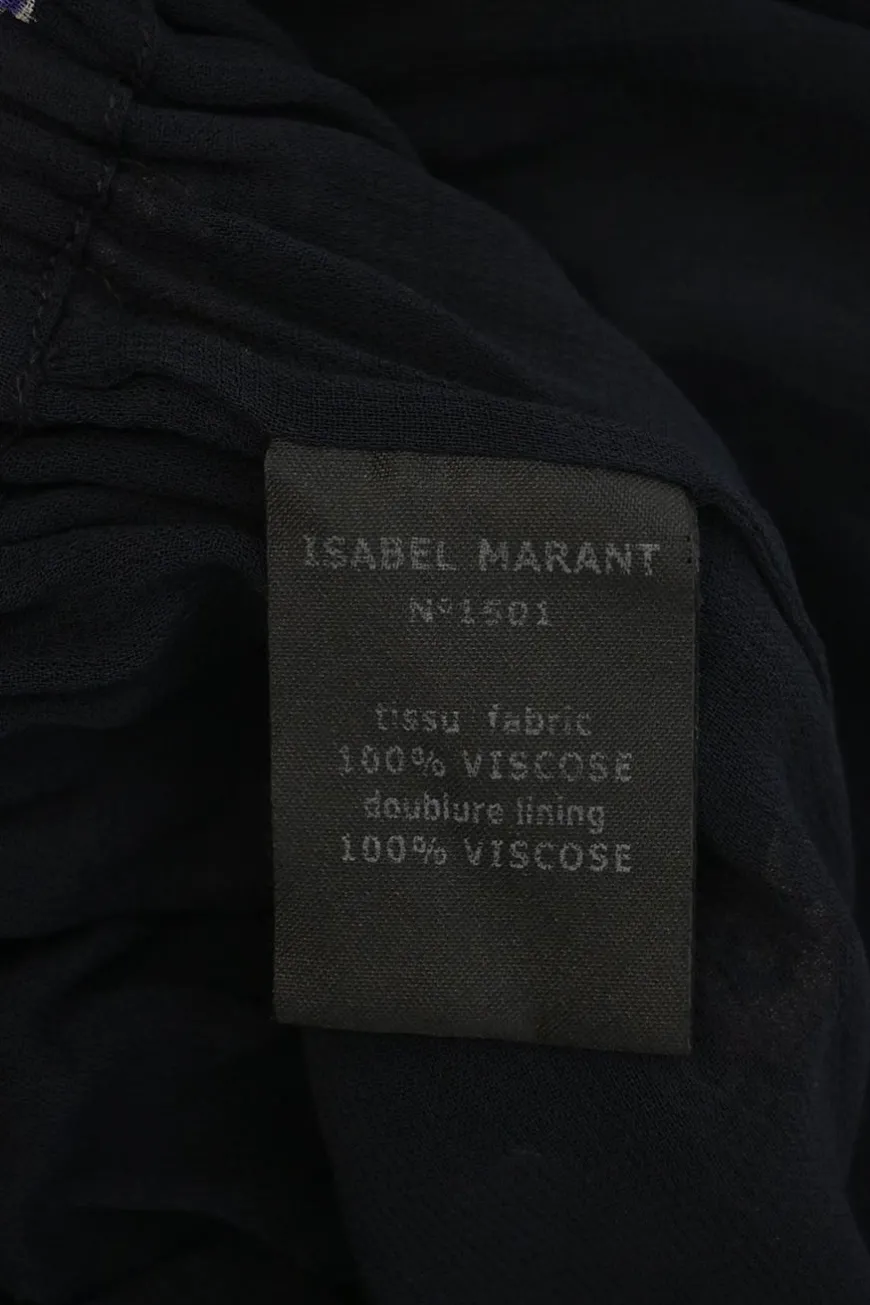 ISABEL MARANT
N°1501
tissu fabric
100% VISCOSE
doublure lining
100% VISCOSE